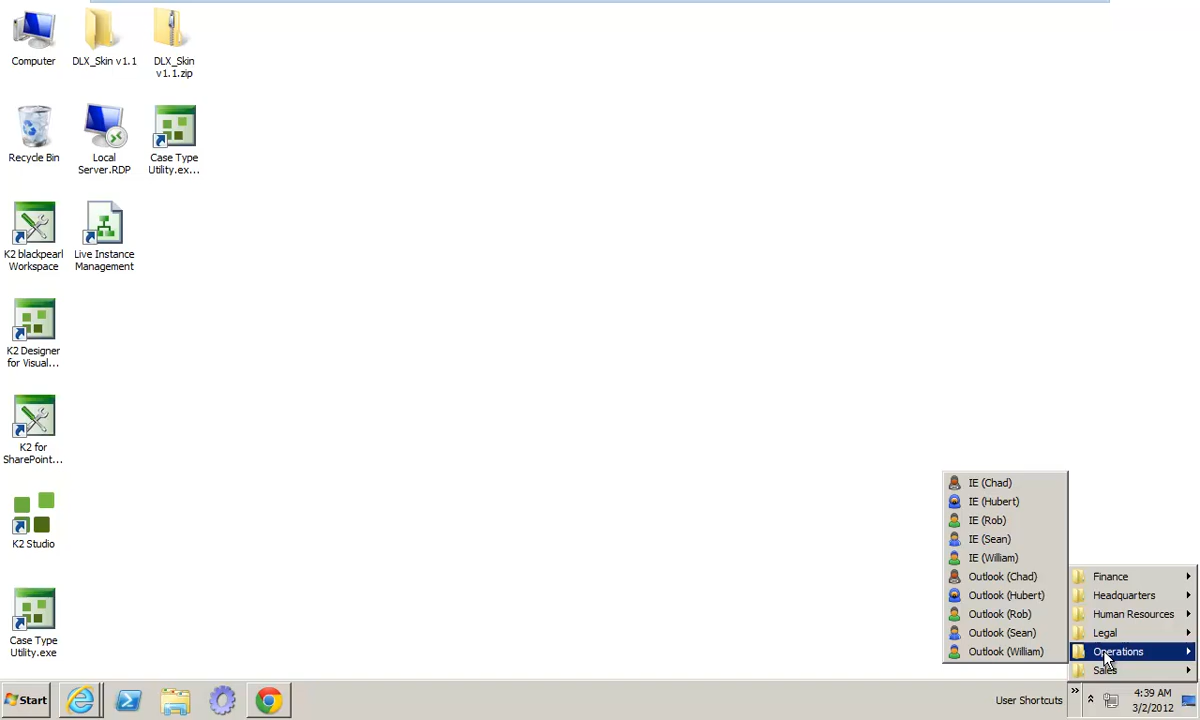 Computer
DLX_Skin v1.1
DLX_Skin
v1.1.zip
Recycle Bin
Local
Server.RDP
Case Type
Utility.ex...
K2 blackpearl
Workspace
Live Instance
Management
K2 Designer
for Visual...
K2 for
SharePoint...
K2 Studio
Case Type
Utility.exe
IE (Chad)
IE (Hubert)
IE (Rob)
IE (Sean)
IE (William)
Outlook (Chad)
Outlook (Hubert)
Outlook (Rob)
Outlook (Sean)
Outlook (William)
Finance
Headquarters
Human Resources
Legal
Operations
Sales
Start
User Shortcuts
4:39 AM
3/2/2012